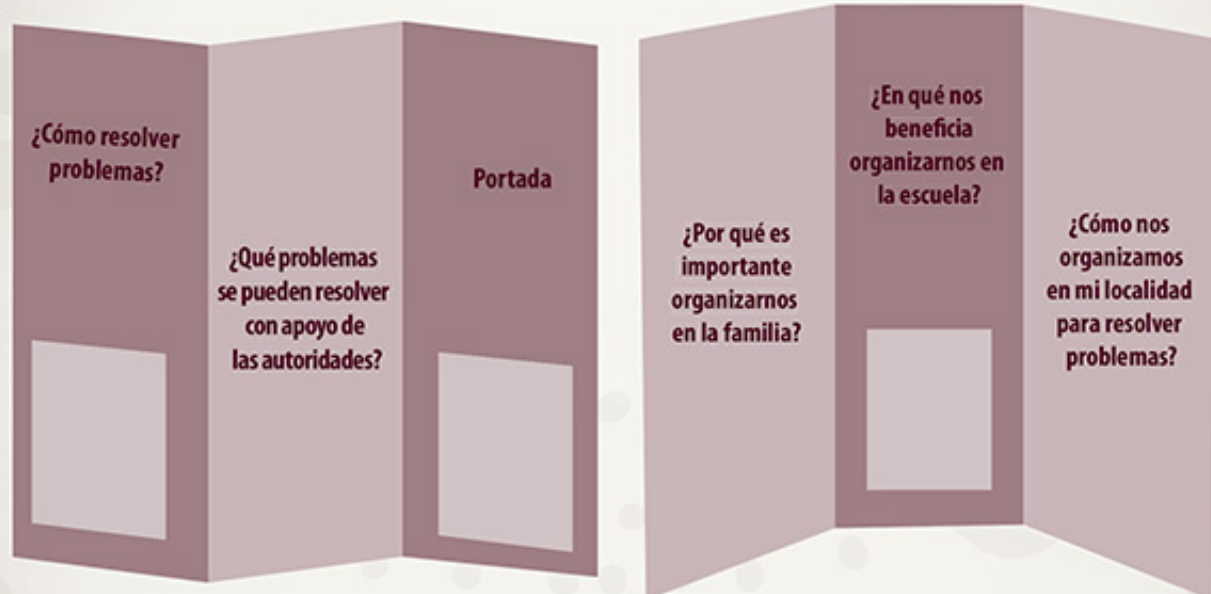 ¿Cómo resolver
problemas?
¿Qué problemas
se pueden resolver
con apoyo de
las autoridades?
Portada
¿Por qué es
importante
organizarnos
en la familia?
¿En qué nos
beneficia
organizarnos en
la escuela?
¿Cómo nos
organizamos
en mi localidad
para resolver
problemas?